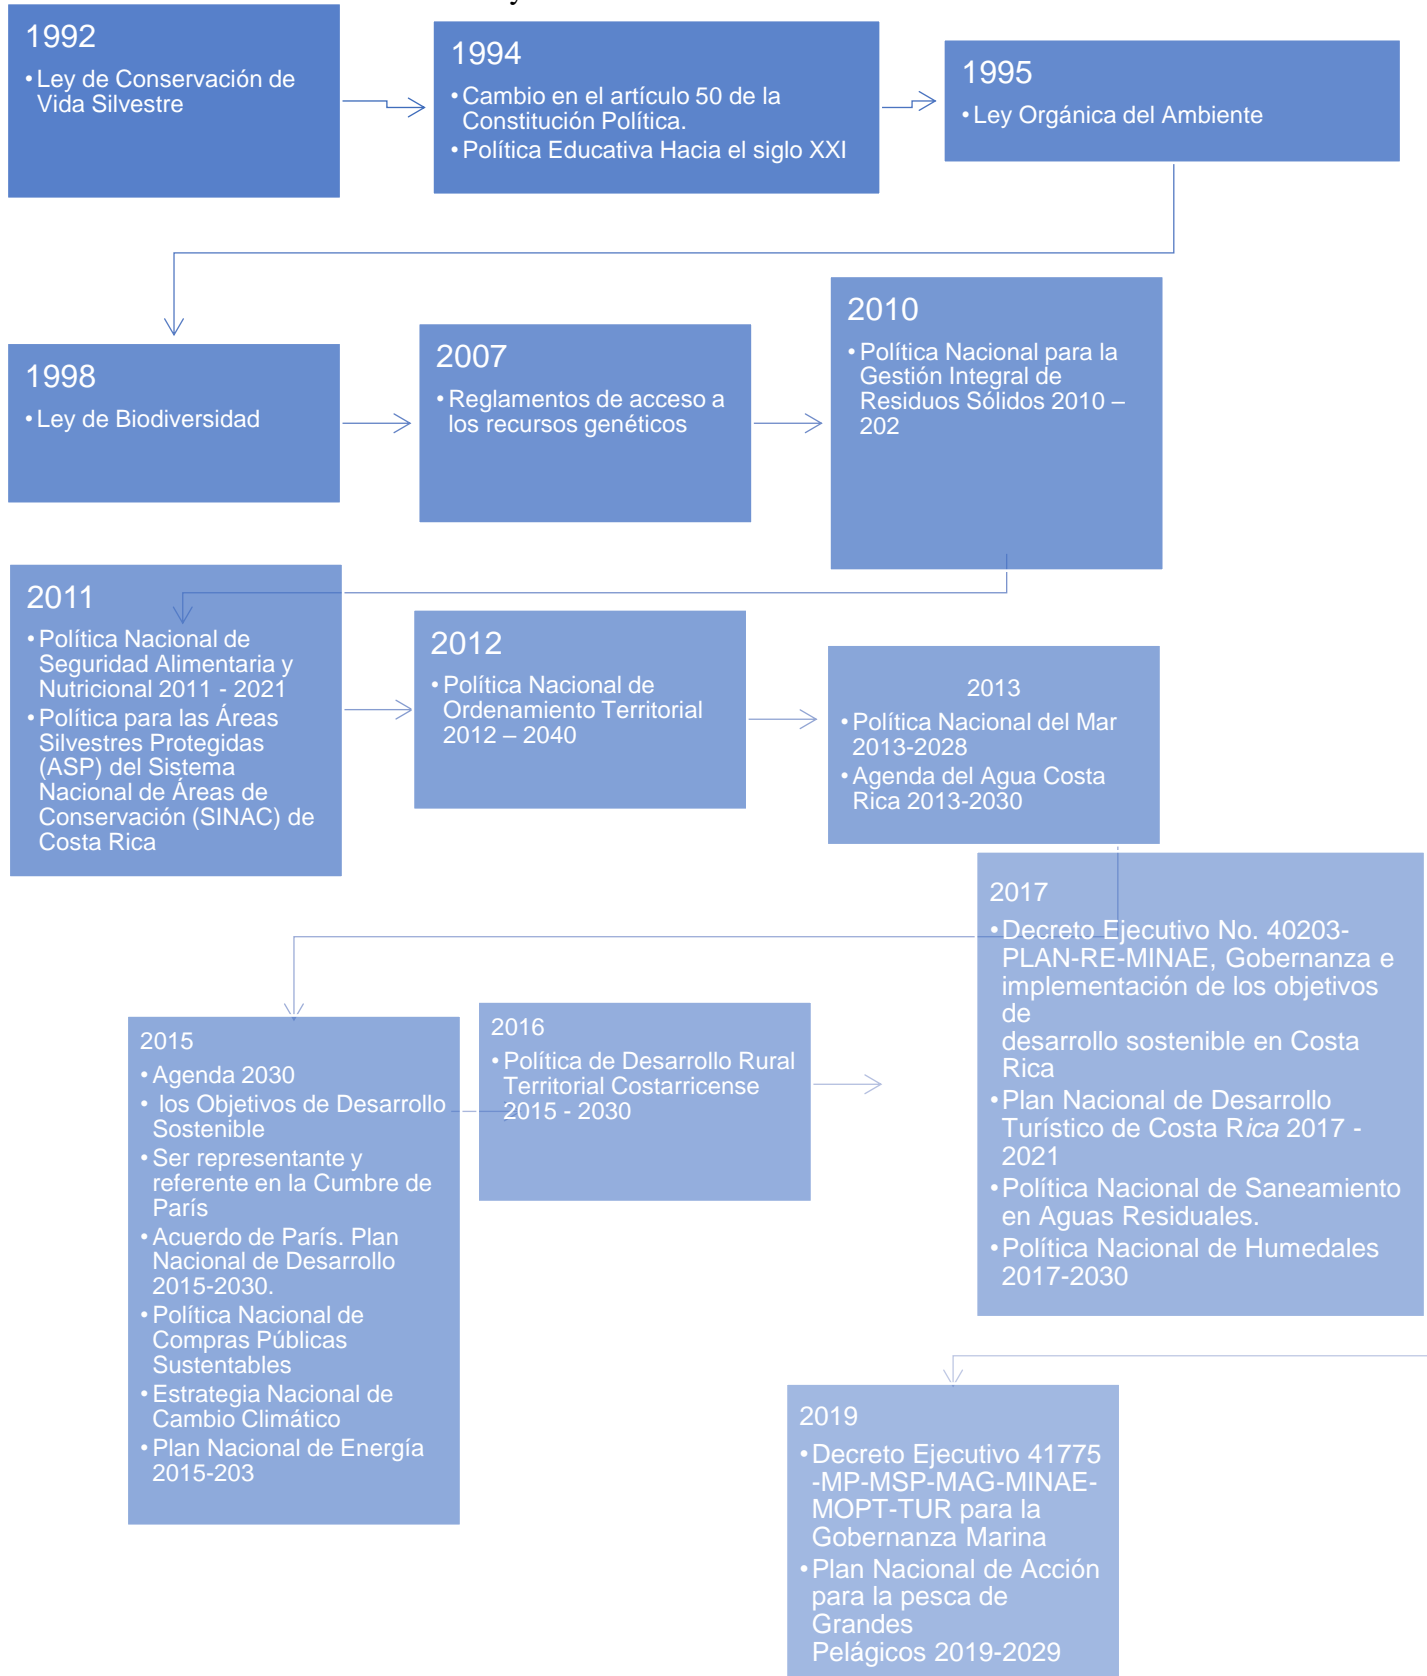 y
1992
• Ley de Conservación de
Vida Silvestre
1994
• Cambio en el artículo 50 de la
Constitución Política.
• Política Educativa Hacia el siglo XXI
1995
• Ley Orgánica del Ambiente
1998
• Ley de Biodiversidad
2007
• Reglamentos de acceso a
los recursos genéticos
2010
• Política Nacional para la
Gestión Integral de
Residuos Sólidos 2010 –
202
2011
• Política Nacional de
Seguridad Alimentaria y
Nutricional 2011 - 2021
• Política para las Áreas
Silvestres Protegidas
(ASP) del Sistema
Nacional de Áreas de
Conservación (SINAC) de
Costa Rica
2012
• Política Nacional de
Ordenamiento Territorial
2012 – 2040
2013
• Política Nacional del Mar
2013-2028
• Agenda del Agua Costa
Rica 2013-2030
2015
• Agenda 2030
• los Objetivos de Desarrollo
Sostenible
• Ser representante y
referente en la Cumbre de
París
• Acuerdo de París. Plan
Nacional de Desarrollo
2015-2030.
• Política Nacional de
Compras Públicas
Sustentables
• Estrategia Nacional de
Cambio Climático
• Plan Nacional de Energía
2015-203
2016
• Política de Desarrollo Rural
Territorial Costarricense
2015 - 2030
2017
• Decreto Ejecutivo No. 40203-
PLAN-RE-MINAE, Gobernanza e
implementación de los objetivos
de
desarrollo sostenible en Costa
Rica
• Plan Nacional de Desarrollo
Turístico de Costa Rica 2017 -
2021
• Política Nacional de Saneamiento
en Aguas Residuales.
• Política Nacional de Humedales
2017-2030
2019
• Decreto Ejecutivo 41775
-MP-MSP-MAG-MINAE-
MOPT-TUR para la
Gobernanza Marina
• Plan Nacional de Acción
para la pesca de
Grandes
Pelágicos 2019-2029